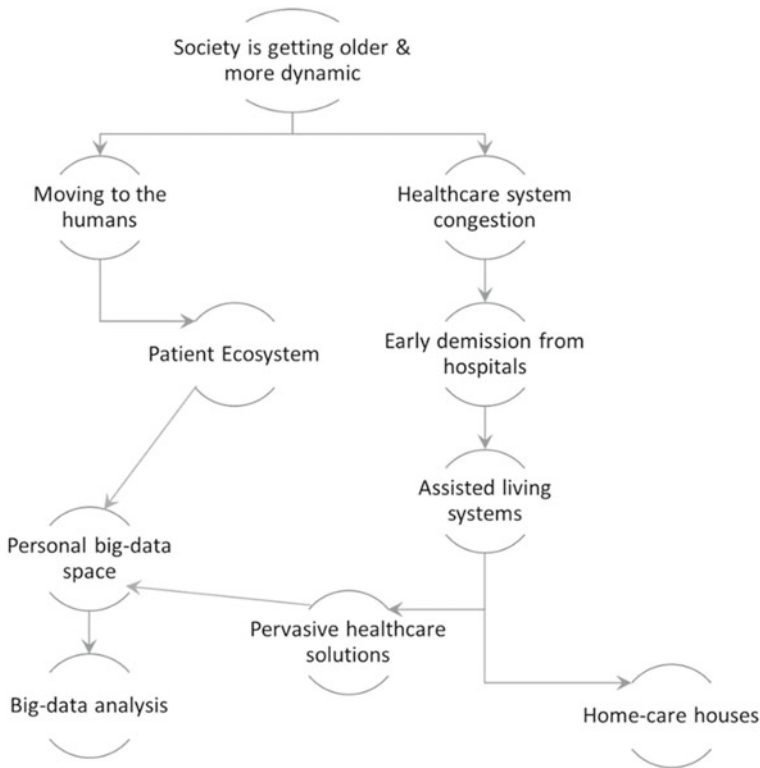 Society is getting older &
more dynamic
Moving to the
humans
Healthcare system
congestion
Patient Ecosystem
Early demission from
hospitals
Assisted living
systems
Personal big-data
space
Pervasive healthcare
solutions
Big-data analysis
Home-care houses